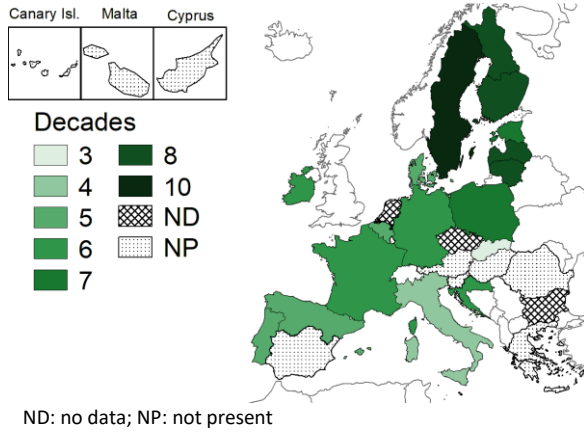 Canary Isl. Malta Cyprus
Decades
3 8
4 10
5 ND
6 NP
7
ND: no data; NP: not present